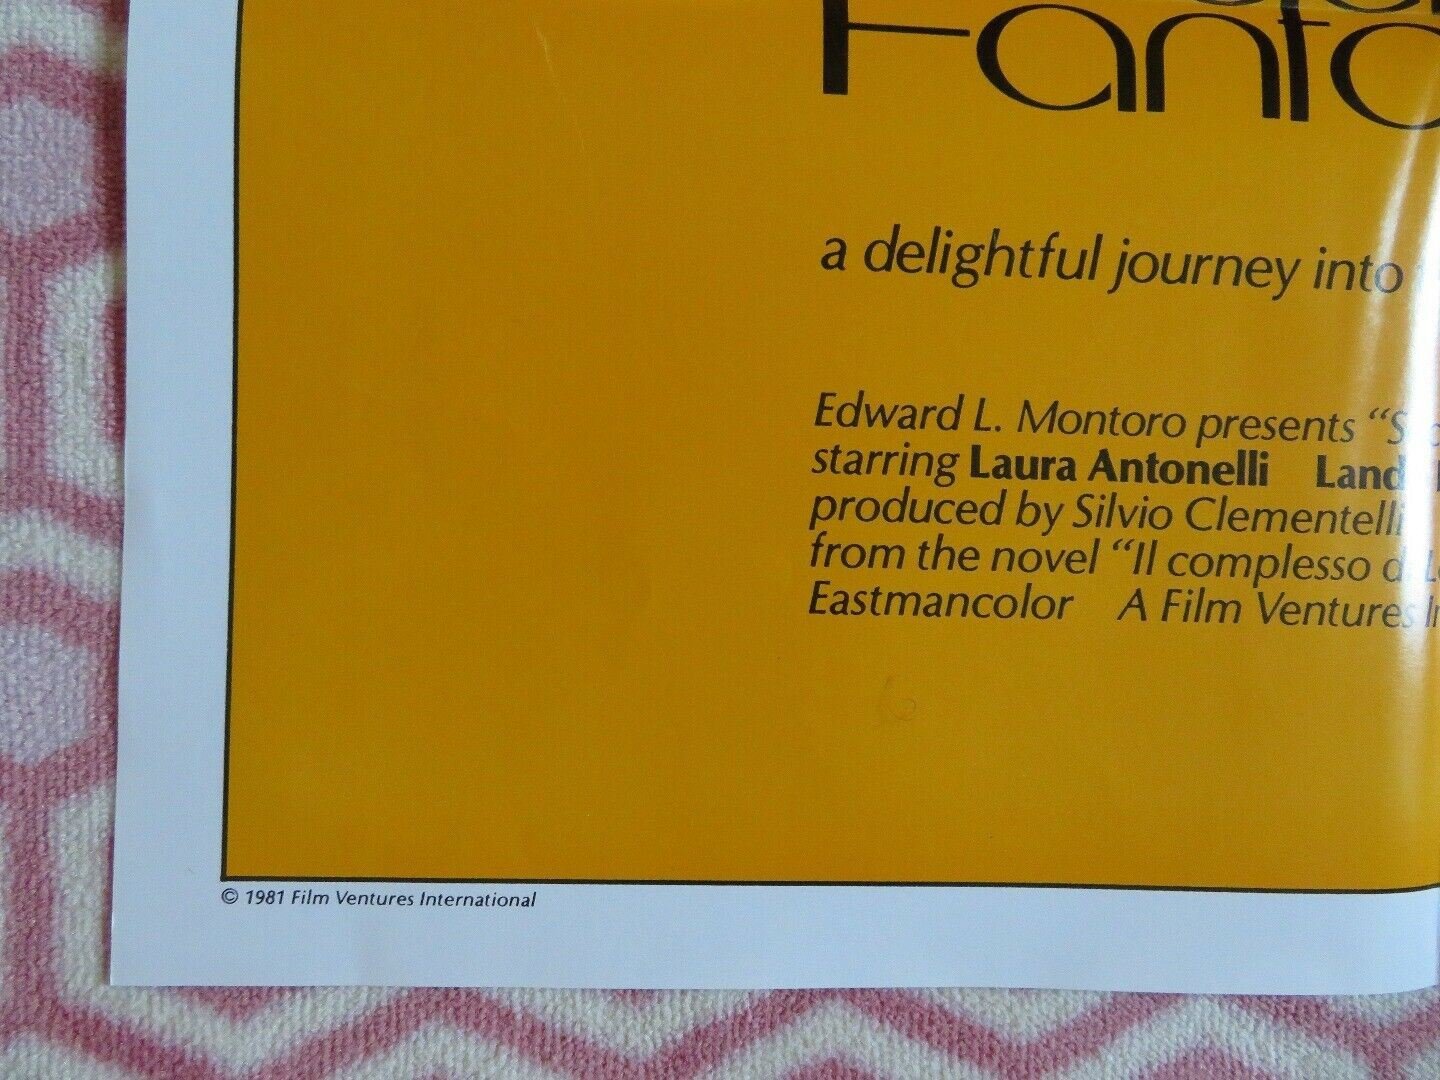 Fanta
a delightful journey into
Edward L. Montoro presents “S
starring Laura Antonelli Land
produced by Silvio Clementelli
from the novel “Il complesso d
Eastmancolor A Film Ventures
© 1981 Film Ventures International